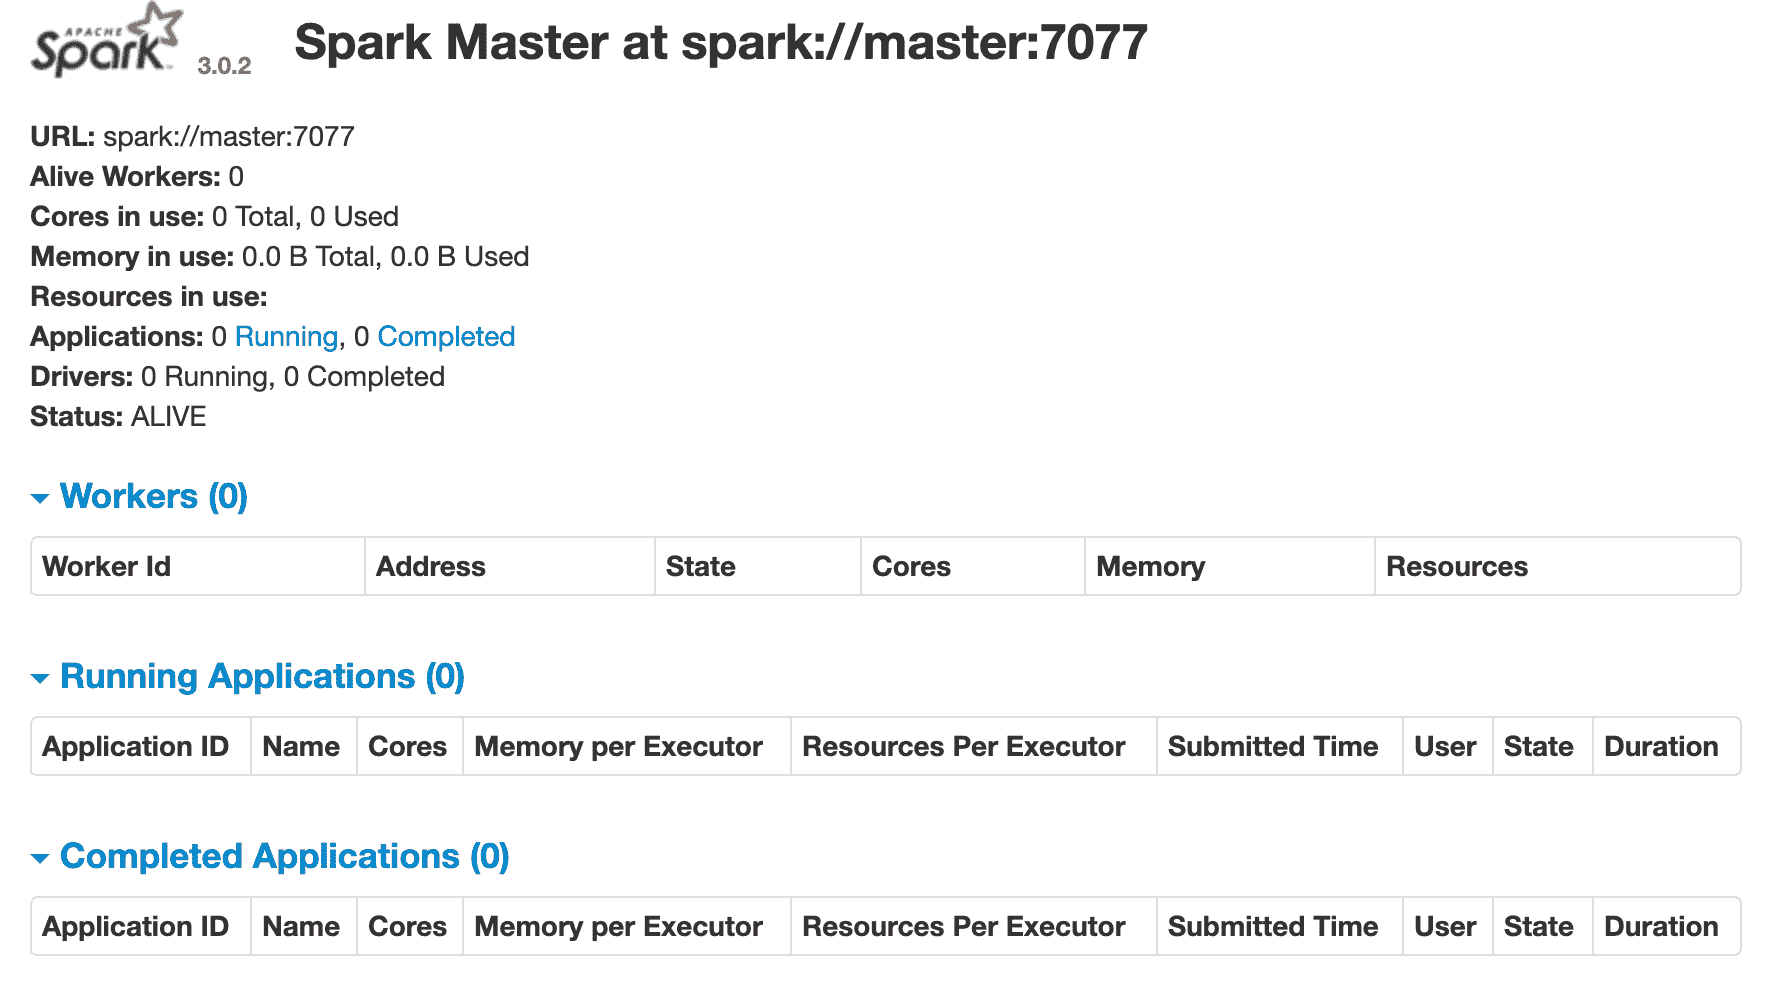 APACHE
Spark™ 3.0.2 Spark Master at spark://master:7077
URL: spark://master:7077
Alive Workers: 0
Cores in use: 0 Total, 0 Used
Memory in use: 0.0 B Total, 0.0 B Used
Resources in use:
Applications: 0 Running, 0 Completed
Drivers: 0 Running, 0 Completed
Status: ALIVE
Workers (0)
Worker Id Address State Cores Memory Resources
Running Applications (0)
Application ID Name Cores Memory per Executor Resources Per Executor Submitted Time User State Duration
Completed Applications (0)
Application ID Name Cores Memory per Executor Resources Per Executor Submitted Time User State Duration